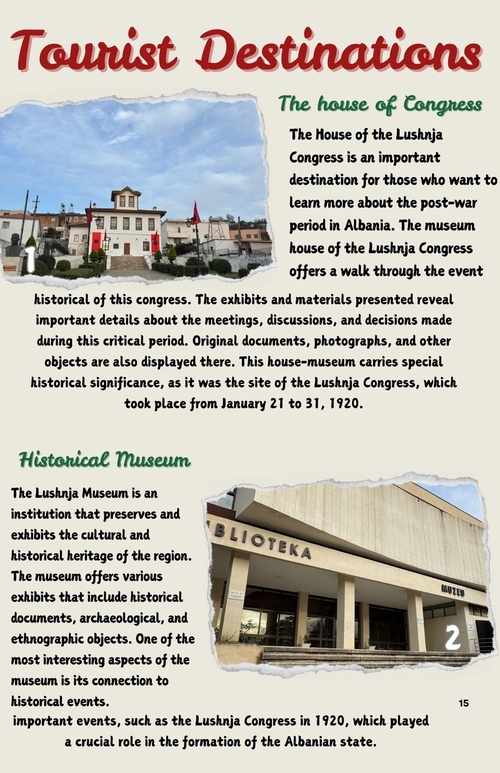 Tourist Destinations
The house of Congress
The House of the Lushnja
Congress is an important
destination for those who want to
learn more about the post-war
period in Albania. The museum
house of the Lushnja Congress
offers a walk through the event
1
historical of this congress. The exhibits and materials presented reveal
important details about the meetings, discussions, and decisions made
during this critical period. Original documents, photographs, and other
objects are also displayed there. This house-museum carries special
historical significance, as it was the site of the Lushnja Congress, which
took place from January 21 to 31, 1920.
Historical Museum
The Lushnja Museum is an
institution that preserves and
exhibits the cultural and
historical heritage of the region.
The museum offers various
exhibits that include historical
documents, archaeological, and
ethnographic objects. One of the
most interesting aspects of the
museum is its connection to
historical events.
BLIOTEKA
MUZEU
2
15
important events, such as the Lushnja Congress in 1920, which played
a crucial role in the formation of the Albanian state.